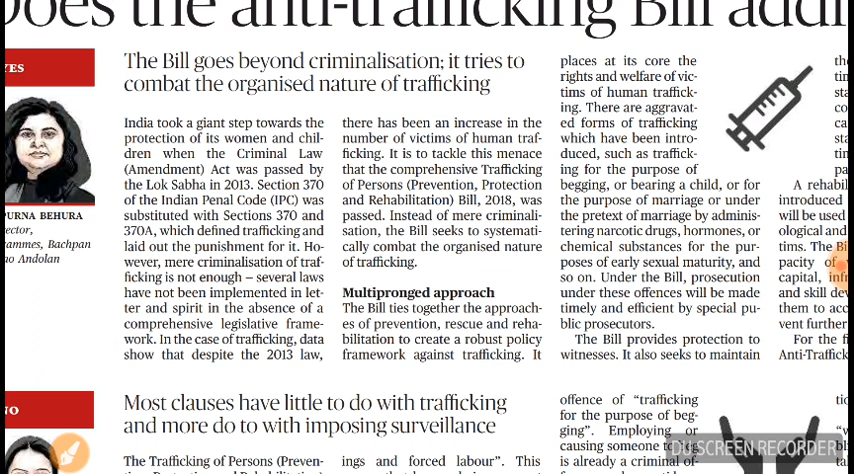 Does the anti-trafficking Bill
YES
PURNA BEHURA
Bachpan
Andolan
The Bill goes beyond criminalisation; it tries to
combat the organised nature of trafficking
India took a giant step towards the
protection of its women and chil-
dren when the Criminal Law
(Amendment) Act was passed by
the Lok Sabha in 2013. Section 370
of the Indian Penal Code (IPC) was
substituted with Sections 370 and
370A, which defined trafficking and
laid out the punishment for it. Ho-
wever, mere criminalisation of traf-
ficking is not enough – several laws
have not been implemented in let-
ter and spirit in the absence of a
comprehensive legislative frame-
work. In the case of trafficking, data
show that despite the 2013 law,
there has been an increase in the
number of victims of human traf-
ficking. It is to tackle this menace
that the comprehensive Trafficking
of Persons (Prevention, Protection
and Rehabilitation) Bill, 2018, was
passed. Instead of mere criminali-
sation, the Bill seeks to systemati-
cally combat the organised nature
of trafficking.
Multipronged approach
The Bill ties together the approach-
es of prevention, rescue and reha-
bilitation to create a robust policy
framework against trafficking. It
places at its core the
rights and welfare of vic-
tims of human traffick-
ing. There are aggravat-
ed forms of trafficking
which have been intro-
duced, such as traffick-
ing for the purpose of
begging, or bearing a child, or for
the purpose of marriage or under
the pretext of marriage by adminis-
tering narcotic drugs, hormones, or
chemical substances for the pur-
poses of early sexual maturity, and
so on. Under the Bill, prosecution
under these offences will be made
timely and efficient by special pu-
blic prosecutors.
The Bill provides protection to
witnesses. It also seeks to maintain
A rehabil
introduced
will be used
ological and
tims. The Bi
pacity of
capital, inf
and skill de
them to acc
vent further
For the f
Anti-Traffick
NO
Most clauses have little to do with trafficking
and more do to with imposing surveillance
The Trafficking of Persons (Preven-
ings and forced labour”. This
offence of “trafficking
for the purpose of beg-
ging”. Employing or
causing someone to beg
is already a criminal of-
DU SCREEN RECORDER